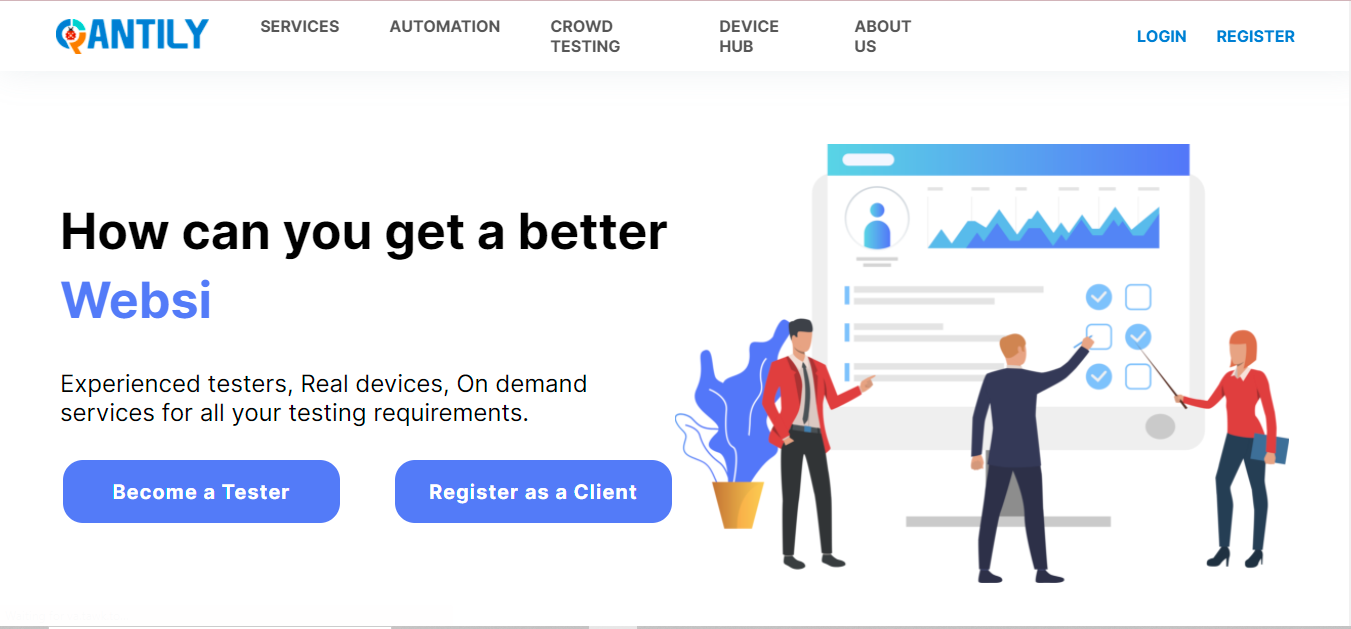 QANTILY
SERVICES
AUTOMATION
CROWD
TESTING
DEVICE
HUB
ABOUT
US
LOGIN
REGISTER
How can you get a better
Websi
Experienced testers, Real devices, On demand
services for all your testing requirements.
Become a Tester
Register as a Client